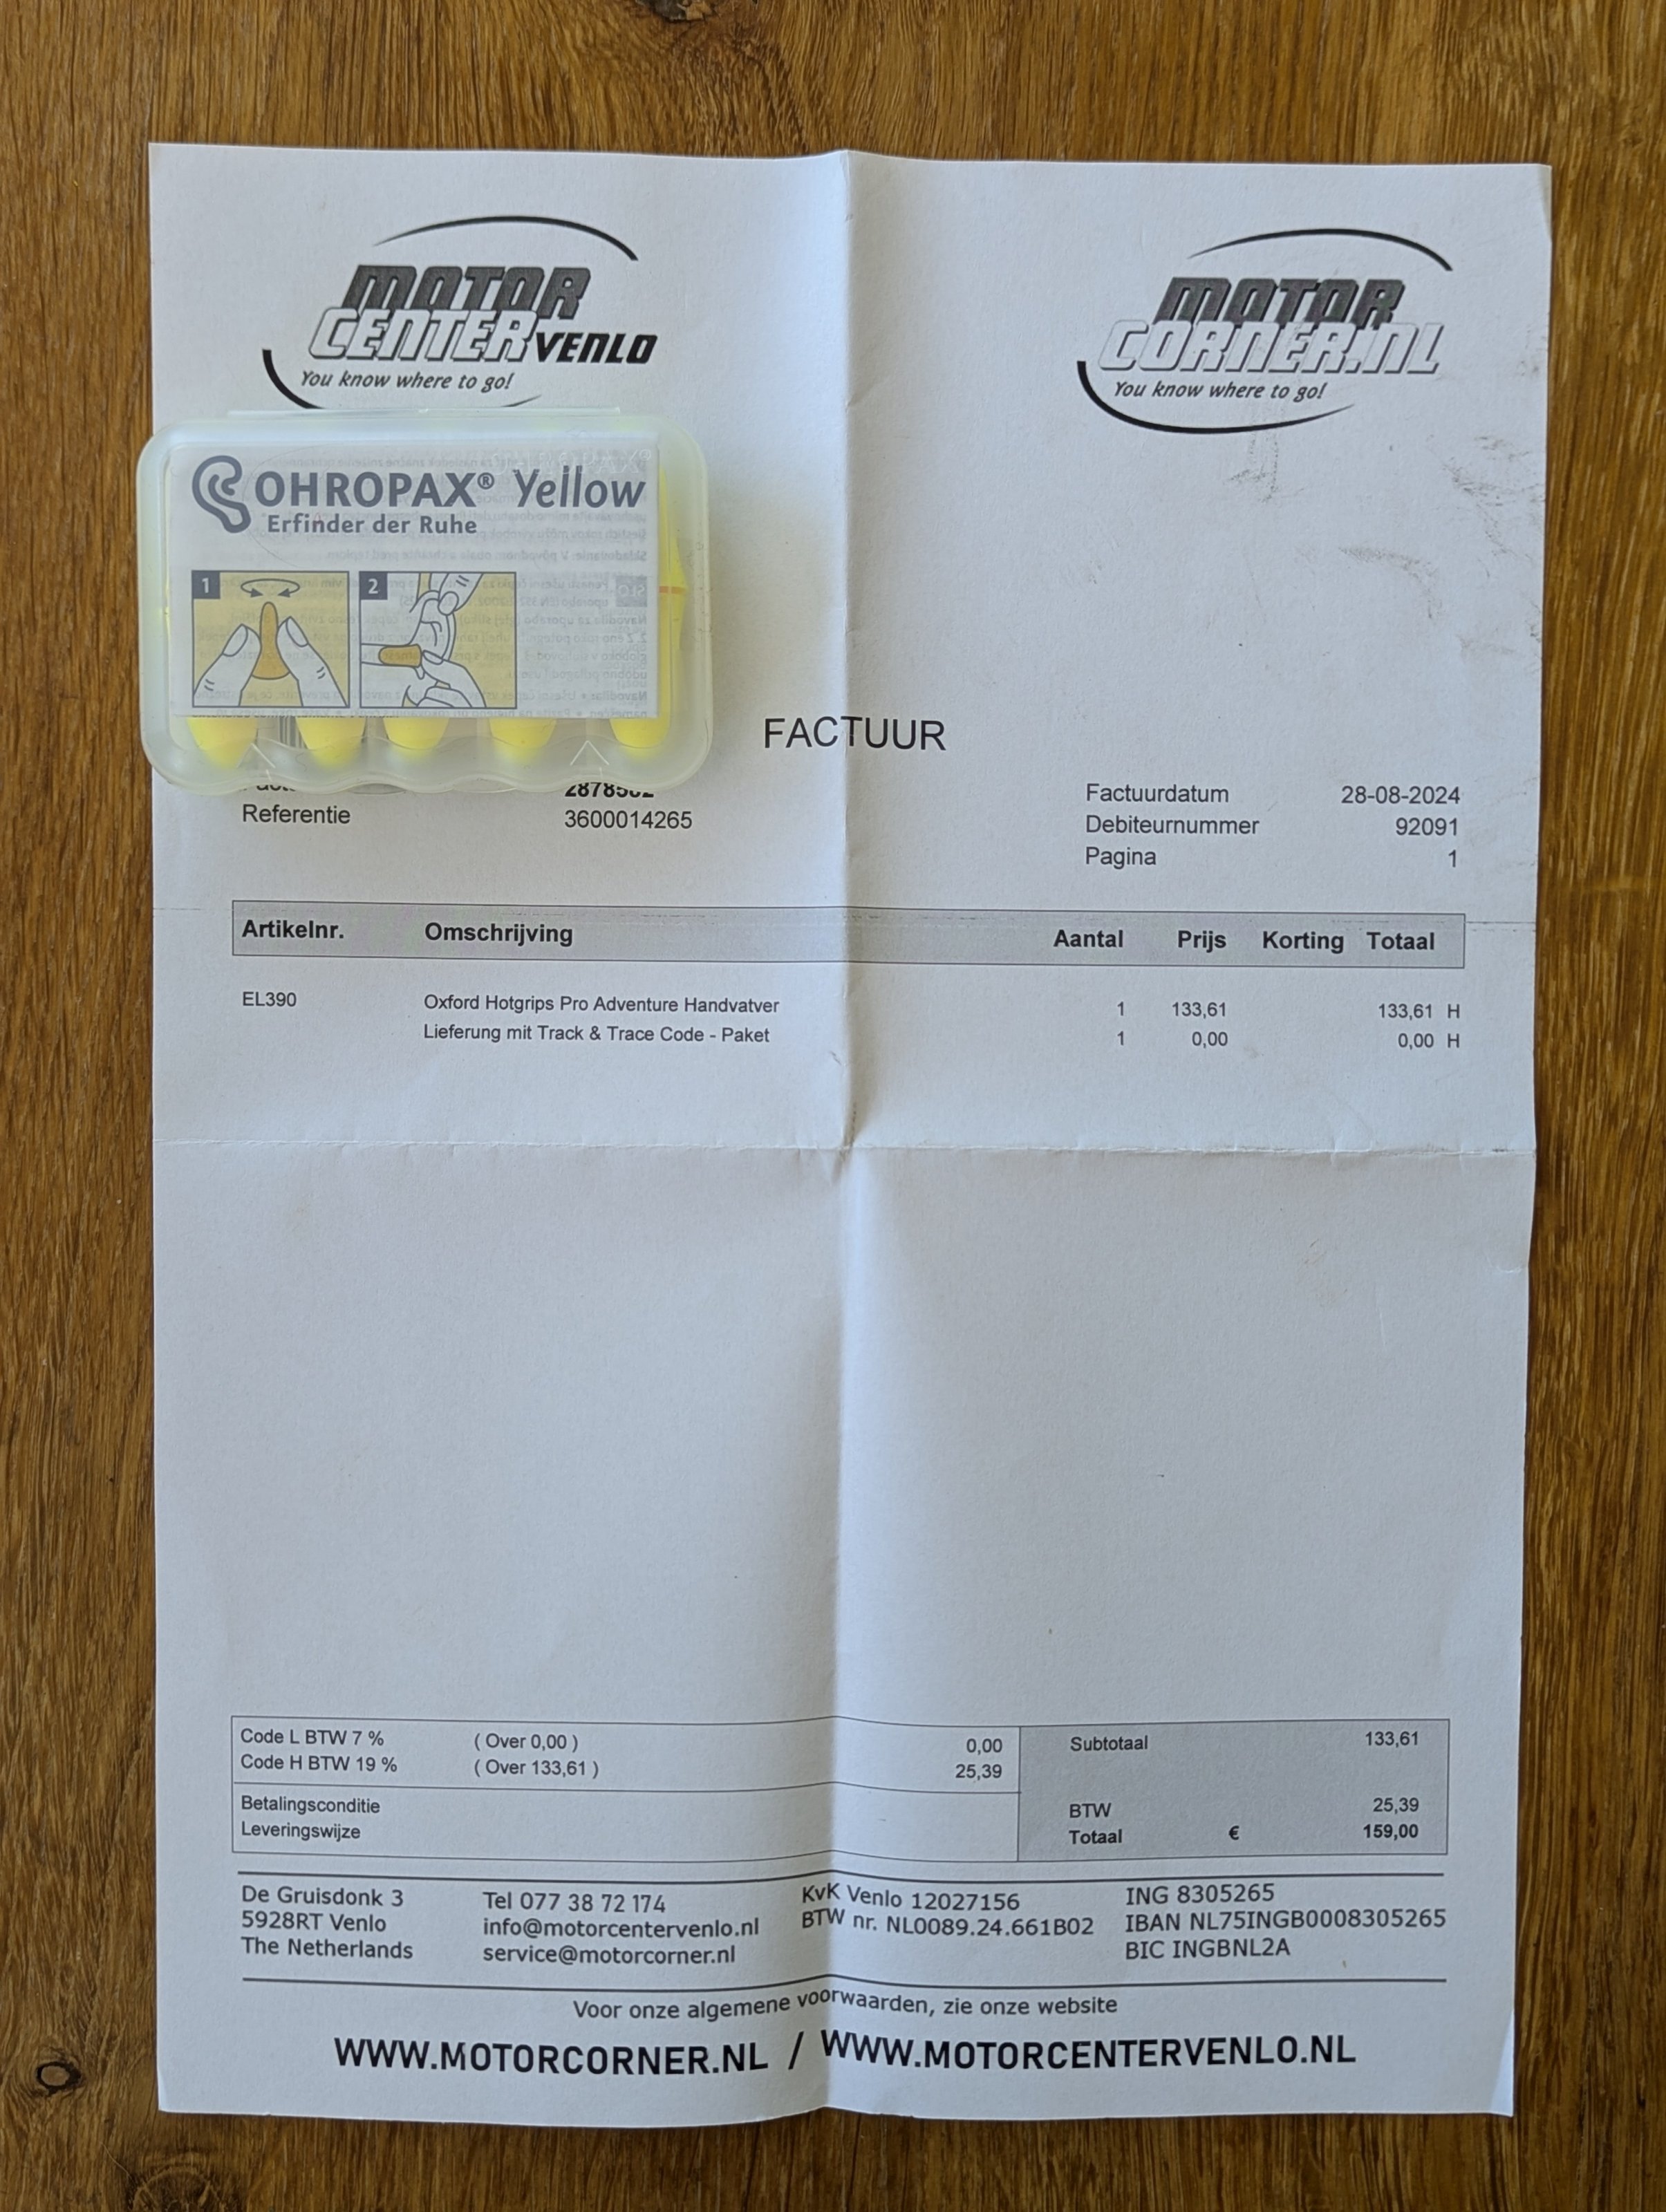 MOTOR
CENTER VENLO
You know where to go!
MOTOR
CORNER.NL
You know where to go!
OHROPAX® Yellow
Erfinder der Ruhe
1
2
FACTUUR
Referentie 3600014265
Factuurdatum 28-08-2024
Debiteurnummer 92091
Pagina 1
Artikelnr. Omschrijving Aantal Prijs Korting Totaal
EL390 Oxford Hotgrips Pro Adventure Handvatver 1 133,61 133,61 H
Lieferung mit Track & Trace Code - Paket 1 0,00 0,00 H
Code L BTW 7 % ( Over 0,00 ) 0,00
Code H BTW 19 % ( Over 133,61 ) 25,39
Betalingsconditie
Leveringswijze
Subtotaal 133,61
BTW 25,39
Totaal € 159,00
De Gruisdonk 3
5928RT Venlo
The Netherlands
Tel 077 38 72 174
info@motorcentervenlo.nl
service@motorcorner.nl
KvK Venlo 12027156
BTW nr. NL0089.24.661B02
ING 8305265
IBAN NL75INGB0008305265
BIC INGBNL2A
Voor onze algemene voorwaarden, zie onze website
WWW.MOTORCORNER.NL / WWW.MOTORCENTERVENLO.NL